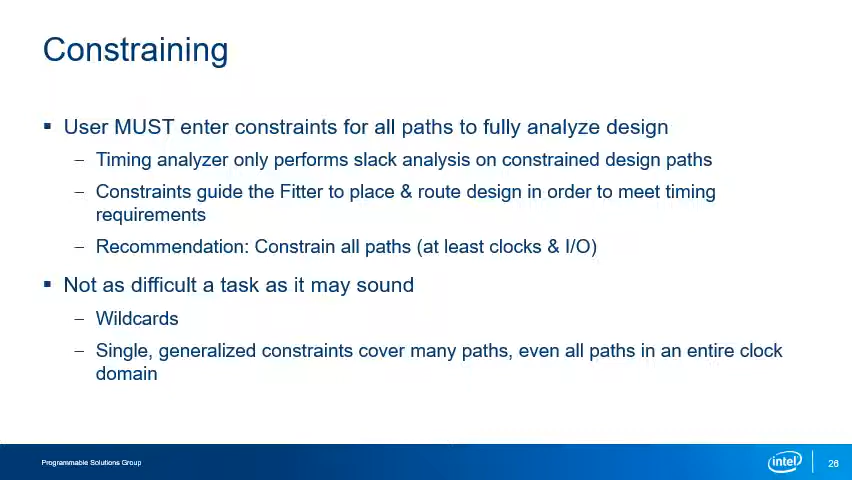 Constraining
▪ User MUST enter constraints for all paths to fully analyze design
– Timing analyzer only performs slack analysis on constrained design paths
– Constraints guide the Fitter to place & route design in order to meet timing
requirements
– Recommendation: Constrain all paths (at least clocks & I/O)
▪ Not as difficult a task as it may sound
– Wildcards
– Single, generalized constraints cover many paths, even all paths in an entire clock
domain
Programmable Solutions Group
intel
26